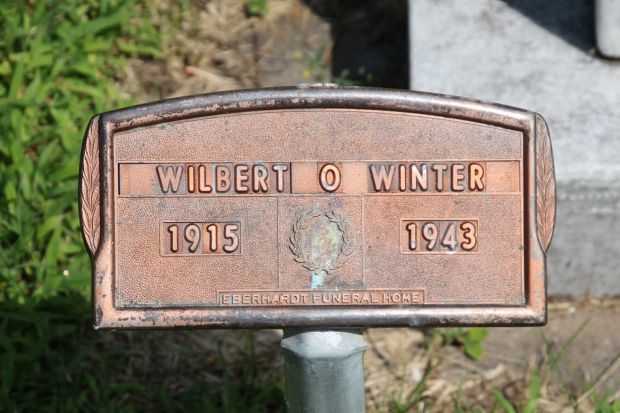 WILBERT O WINTER
1915 1943
EBERHARDT FUNERAL HOME